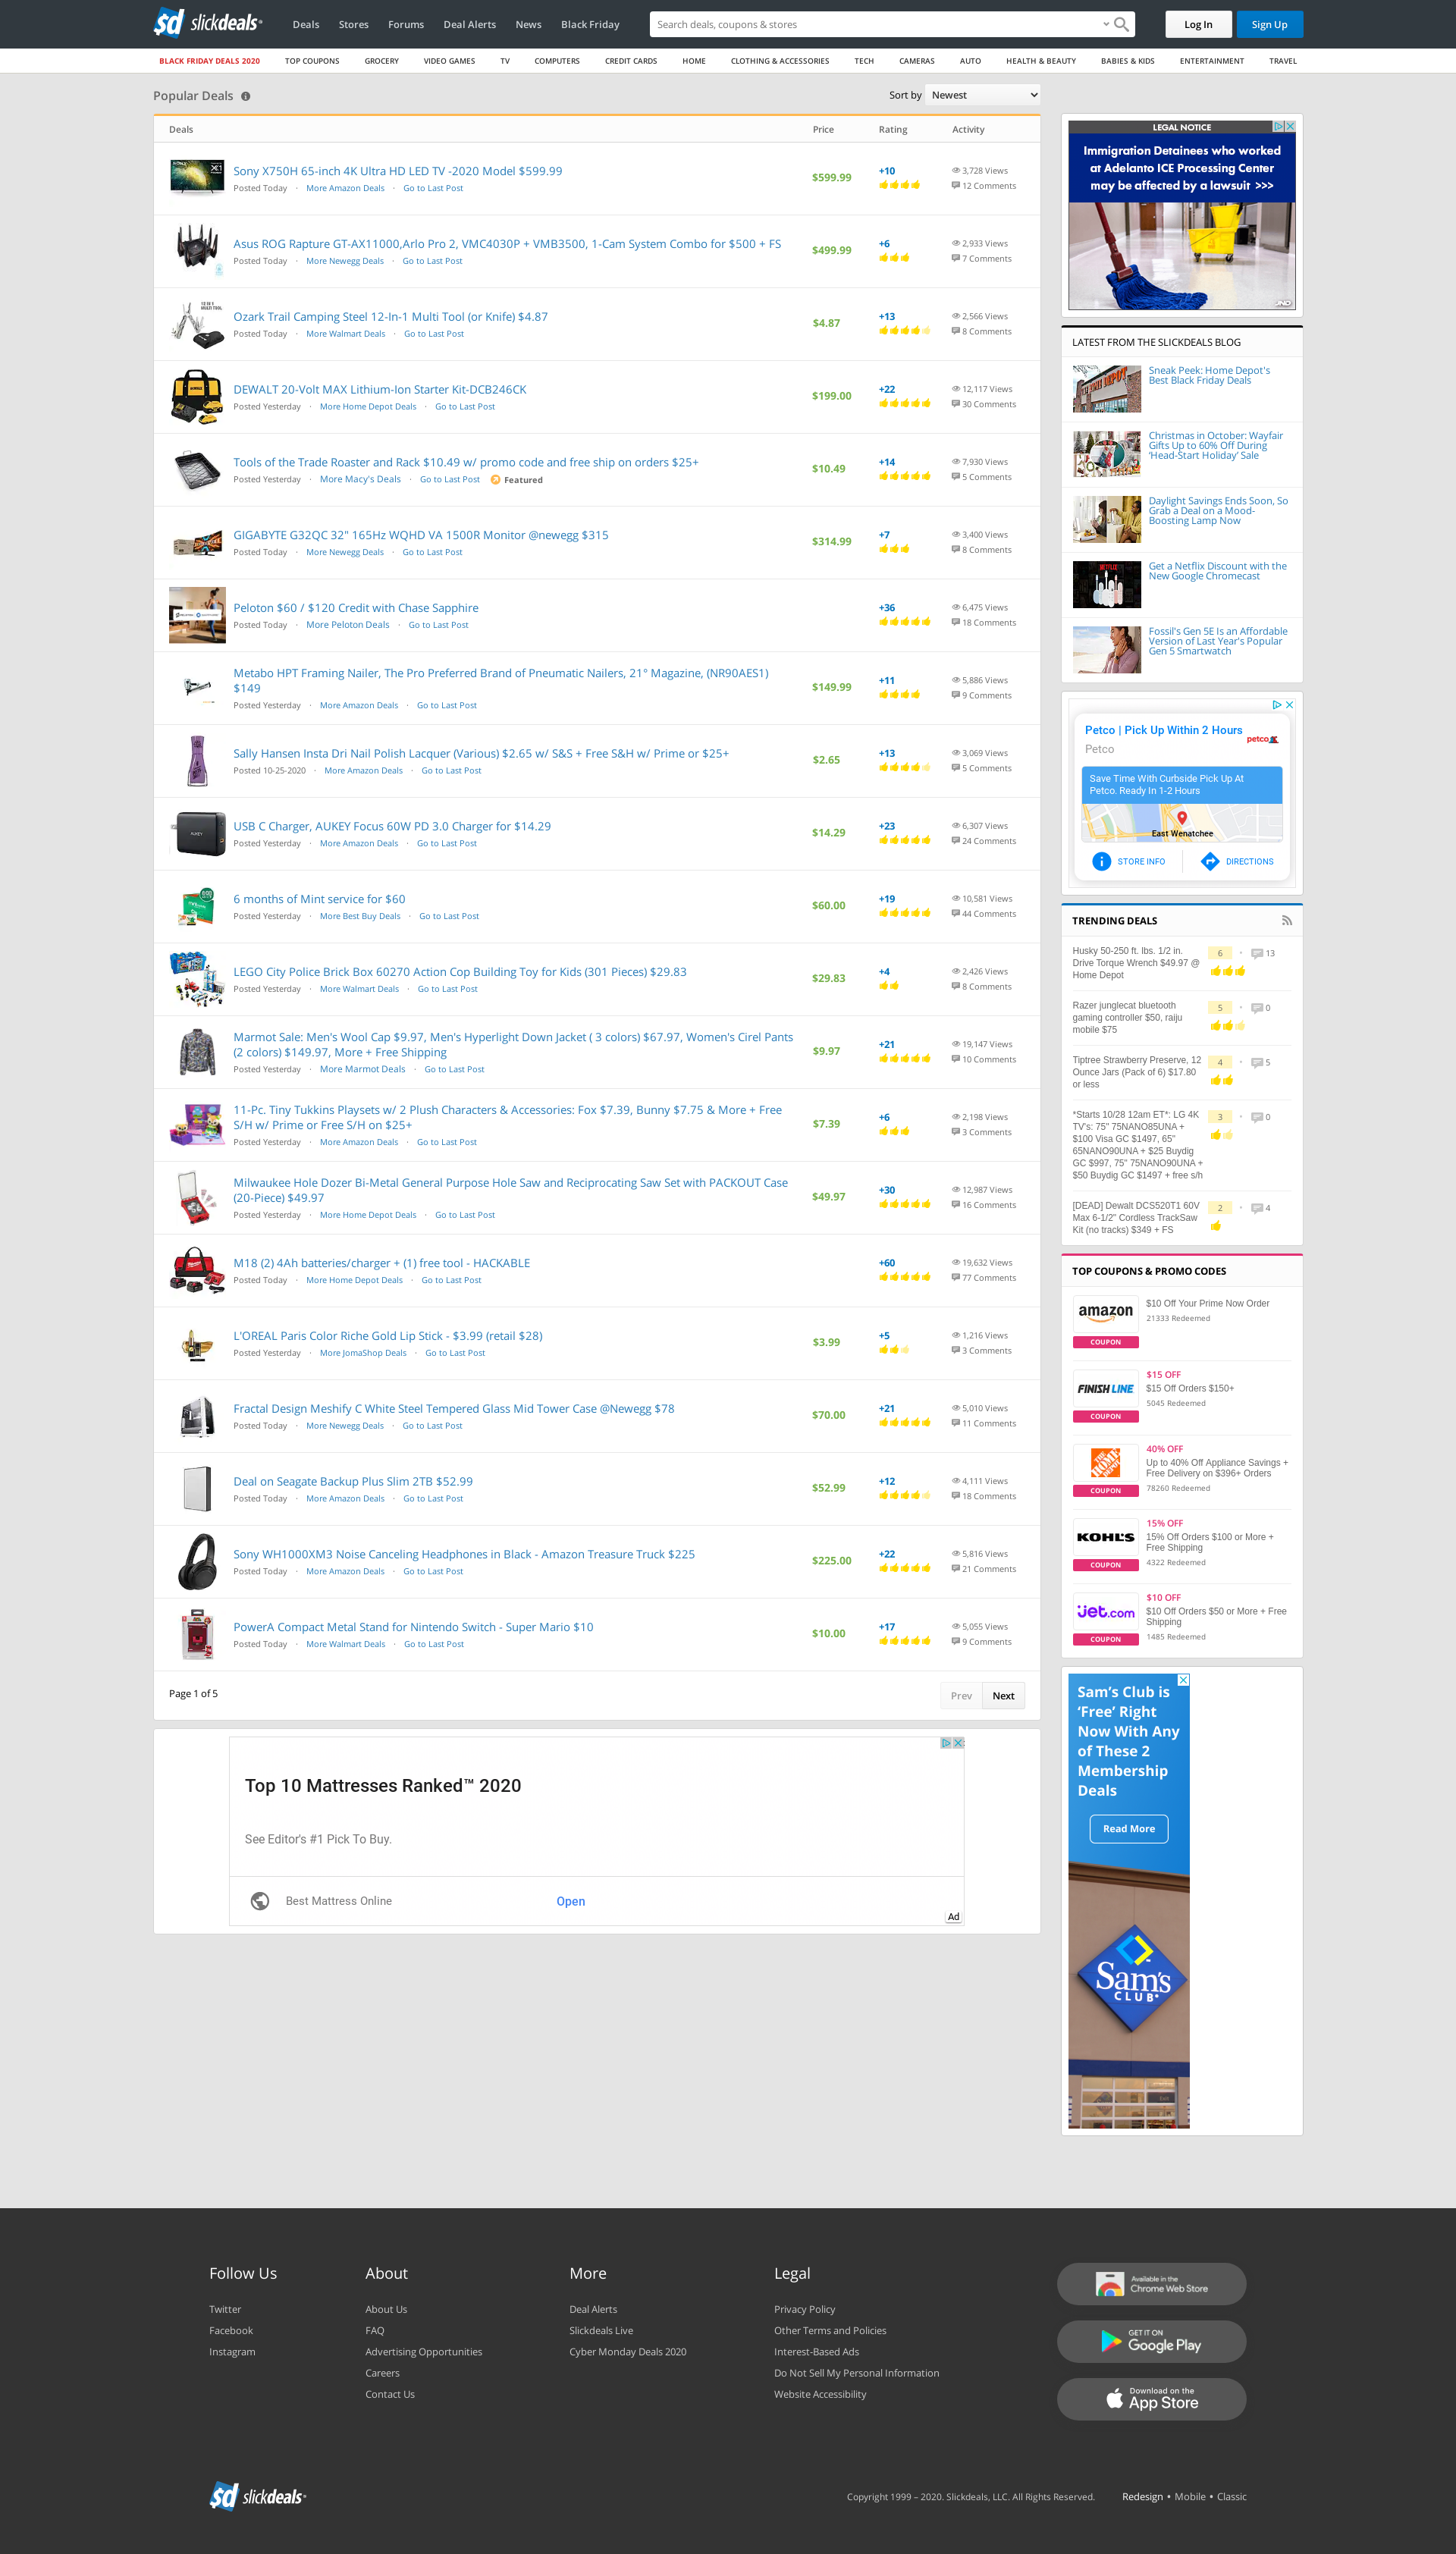 sd slickdeals
Deals Stores Forums Deal Alerts News Black Friday
Search deals, coupons & stores
Log In Sign Up
BLACK FRIDAY DEALS 2020 TOP COUPONS GROCERY VIDEO GAMES TV COMPUTERS CREDIT CARDS HOME CLOTHING & ACCESSORIES TECH CAMERAS AUTO HEALTH & BEAUTY BABIES & KIDS ENTERTAINMENT TRAVEL
Popular Deals
Sort by Newest
Deals Price Rating Activity
Sony X750H 65-inch 4K Ultra HD LED TV -2020 Model $599.99
Posted Today · More Amazon Deals · Go to Last Post
$599.99
+10
3,728 Views
12 Comments
Asus ROG Rapture GT-AX11000,Arlo Pro 2, VMC4030P + VMB3500, 1-Cam System Combo for $500 + FS
Posted Today · More Newegg Deals · Go to Last Post
$499.99
+6
2,933 Views
7 Comments
Ozark Trail Camping Steel 12-In-1 Multi Tool (or Knife) $4.87
Posted Today · More Walmart Deals · Go to Last Post
$4.87
+13
2,566 Views
8 Comments
DEWALT 20-Volt MAX Lithium-Ion Starter Kit-DCB246CK
Posted Yesterday · More Home Depot Deals · Go to Last Post
$199.00
+22
12,117 Views
30 Comments
Tools of the Trade Roaster and Rack $10.49 w/ promo code and free ship on orders $25+
Posted Yesterday · More Macy's Deals · Go to Last Post Featured
$10.49
+14
7,930 Views
5 Comments
GIGABYTE G32QC 32" 165Hz WQHD VA 1500R Monitor @newegg $315
Posted Today · More Newegg Deals · Go to Last Post
$314.99
+7
3,400 Views
8 Comments
Peloton $60 / $120 Credit with Chase Sapphire
Posted Today · More Peloton Deals · Go to Last Post
+36
6,475 Views
18 Comments
Metabo HPT Framing Nailer, The Pro Preferred Brand of Pneumatic Nailers, 21° Magazine, (NR90AES1)
$149
Posted Yesterday · More Amazon Deals · Go to Last Post
$149.99
+11
5,886 Views
9 Comments
Sally Hansen Insta Dri Nail Polish Lacquer (Various) $2.65 w/ S&S + Free S&H w/ Prime or $25+
Posted 10-25-2020 · More Amazon Deals · Go to Last Post
$2.65
+13
3,069 Views
5 Comments
USB C Charger, AUKEY Focus 60W PD 3.0 Charger for $14.29
Posted Yesterday · More Amazon Deals · Go to Last Post
$14.29
+23
6,307 Views
24 Comments
6 months of Mint service for $60
Posted Yesterday · More Best Buy Deals · Go to Last Post
$60.00
+19
10,581 Views
44 Comments
LEGO City Police Brick Box 60270 Action Cop Building Toy for Kids (301 Pieces) $29.83
Posted Yesterday · More Walmart Deals · Go to Last Post
$29.83
+4
2,426 Views
8 Comments
Marmot Sale: Men's Wool Cap $9.97, Men's Hyperlight Down Jacket ( 3 colors) $67.97, Women's Cirel Pants
(2 colors) $149.97, More + Free Shipping
Posted Yesterday · More Marmot Deals · Go to Last Post
$9.97
+21
19,147 Views
10 Comments
11-Pc. Tiny Tukkins Playsets w/ 2 Plush Characters & Accessories: Fox $7.39, Bunny $7.75 & More + Free
S/H w/ Prime or Free S/H on $25+
Posted Yesterday · More Amazon Deals · Go to Last Post
$7.39
+6
2,198 Views
3 Comments
Milwaukee Hole Dozer Bi-Metal General Purpose Hole Saw and Reciprocating Saw Set with PACKOUT Case
(20-Piece) $49.97
Posted Yesterday · More Home Depot Deals · Go to Last Post
$49.97
+30
12,987 Views
16 Comments
M18 (2) 4Ah batteries/charger + (1) free tool - HACKABLE
Posted Today · More Home Depot Deals · Go to Last Post
+60
19,632 Views
77 Comments
L'OREAL Paris Color Riche Gold Lip Stick - $3.99 (retail $28)
Posted Yesterday · More JomaShop Deals · Go to Last Post
$3.99
+5
1,216 Views
3 Comments
Fractal Design Meshify C White Steel Tempered Glass Mid Tower Case @Newegg $78
Posted Today · More Newegg Deals · Go to Last Post
$70.00
+21
5,010 Views
11 Comments
Deal on Seagate Backup Plus Slim 2TB $52.99
Posted Today · More Amazon Deals · Go to Last Post
$52.99
+12
4,111 Views
18 Comments
Sony WH1000XM3 Noise Canceling Headphones in Black - Amazon Treasure Truck $225
Posted Today · More Amazon Deals · Go to Last Post
$225.00
+22
5,816 Views
21 Comments
PowerA Compact Metal Stand for Nintendo Switch - Super Mario $10
Posted Today · More Walmart Deals · Go to Last Post
$10.00
+17
5,055 Views
9 Comments
Page 1 of 5
Prev Next
Top 10 Mattresses Ranked™ 2020
See Editor's #1 Pick To Buy.
Best Mattress Online Open
Ad
LEGAL NOTICE
Immigration Detainees who worked
at Adelanto ICE Processing Center
may be affected by a lawsuit >>>
JND
LATEST FROM THE SLICKDEALS BLOG
Sneak Peek: Home Depot's
Best Black Friday Deals
Christmas in October: Wayfair
Gifts Up to 60% Off During
'Head-Start Holiday' Sale
Daylight Savings Ends Soon, So
Grab a Deal on a Mood-
Boosting Lamp Now
Get a Netflix Discount with the
New Google Chromecast
Fossil's Gen 5E Is an Affordable
Version of Last Year's Popular
Gen 5 Smartwatch
Petco | Pick Up Within 2 Hours
Petco
petco
Save Time With Curbside Pick Up At
Petco. Ready In 1-2 Hours
East Wenatchee
STORE INFO DIRECTIONS
TRENDING DEALS
Husky 50-250 ft. lbs. 1/2 in.
Drive Torque Wrench $49.97 @
Home Depot
6 • 13
Razer junglecat bluetooth
gaming controller $50, raiju
mobile $75
5 • 0
Tiptree Strawberry Preserve, 12
Ounce Jars (Pack of 6) $17.80
or less
4 • 5
*Starts 10/28 12am ET*: LG 4K
TV's: 75" 75NANO85UNA +
$100 Visa GC $1497, 65"
65NANO90UNA + $25 Buydig
GC $997, 75" 75NANO90UNA +
$50 Buydig GC $1497 + free s/h
3 • 0
[DEAD] Dewalt DCS520T1 60V
Max 6-1/2" Cordless TrackSaw
Kit (no tracks) $349 + FS
2 • 4
TOP COUPONS & PROMO CODES
amazon
COUPON
$10 Off Your Prime Now Order
21333 Redeemed
FINISH LINE
COUPON
$15 OFF
$15 Off Orders $150+
5045 Redeemed
THE HOME DEPOT
COUPON
40% OFF
Up to 40% Off Appliance Savings +
Free Delivery on $396+ Orders
78260 Redeemed
KOHL'S
COUPON
15% OFF
15% Off Orders $100 or More +
Free Shipping
4322 Redeemed
jet.com
COUPON
$10 OFF
$10 Off Orders $50 or More + Free
Shipping
1485 Redeemed
Sam's Club is
'Free' Right
Now With Any
of These 2
Membership
Deals
Read More
Sam's
CLUB
Follow Us
Twitter
Facebook
Instagram
About
About Us
FAQ
Advertising Opportunities
Careers
Contact Us
More
Deal Alerts
Slickdeals Live
Cyber Monday Deals 2020
Legal
Privacy Policy
Other Terms and Policies
Interest-Based Ads
Do Not Sell My Personal Information
Website Accessibility
Available in the
Chrome Web Store
GET IT ON
Google Play
Download on the
App Store
sd slickdeals
Copyright 1999 – 2020. Slickdeals, LLC. All Rights Reserved. Redesign • Mobile • Classic